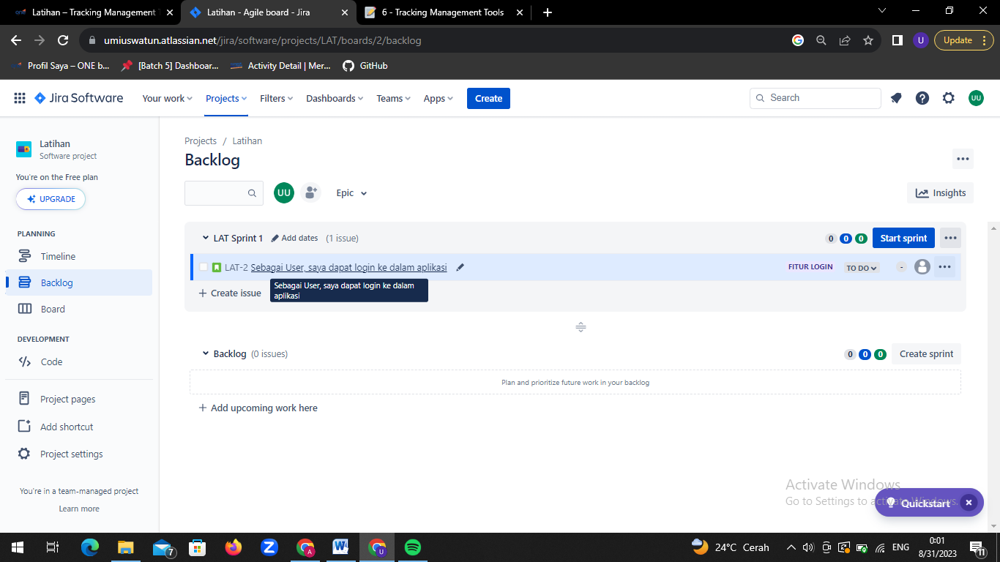 Latihan – Tracking Management T
Latihan - Agile board - Jira
6 - Tracking Management Tools
umiuswatun.atlassian.net/jira/software/projects/LAT/boards/2/backlog
U
Update
Profil Saya – ONE b...
[Batch 5] Dashboar...
Activity Detail | Mer...
GitHub
Jira Software
Your work
Projects
Filters
Dashboards
Teams
Apps
Create
Search
UU
Latihan
Software project
You're on the Free plan
UPGRADE
PLANNING
Timeline
Backlog
Board
DEVELOPMENT
Code
Project pages
Add shortcut
Project settings
You're in a team-managed project
Learn more
Projects / Latihan
Backlog
UU
Epic
Insights
LAT Sprint 1 Add dates (1 issue)
0 0 0 Start sprint
LAT-2 Sebagai User, saya dapat login ke dalam aplikasi
FITUR LOGIN TO DO -
Sebagai User, saya dapat login ke dalam
aplikasi
+ Create issue
Backlog (0 issues)
0 0 0 Create sprint
Plan and prioritize future work in your backlog
+ Add upcoming work here
Activate Windows
Go to Settings to activate Windows.
Quickstart
7
A
U
24°C Cerah
ENG
0:01
8/31/2023
11